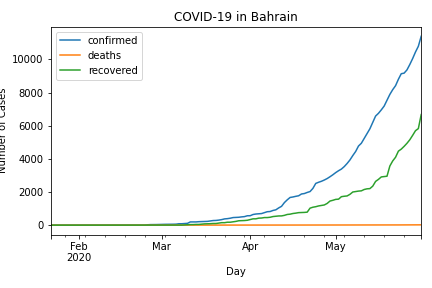 COVID-19 in Bahrain
confirmed
deaths
recovered
10000
8000
6000
4000
2000
0
Number of Cases
Feb
2020
Mar
Apr
May
Day